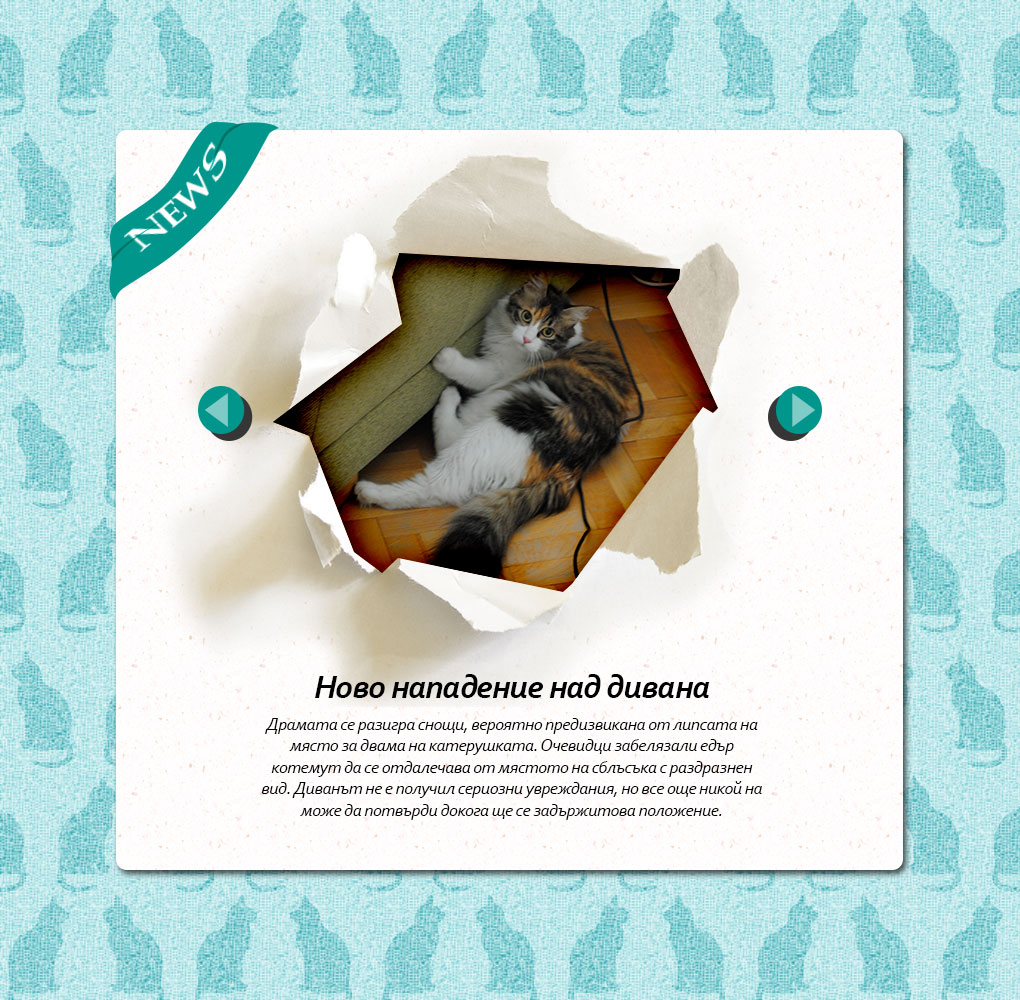 NEWS
Ново нападение над дивана
Драмата се разигра снощи, вероятно предизвикана от липсата на
място за двама на катерушката. Очевидци забелязали едър
котемут да се отдалечава от мястото на сблъсъка с раздразнен
вид. Диванът не е получил сериозни увреждания, но все още никой на
може да потвърди докога ще се задържитова положение.